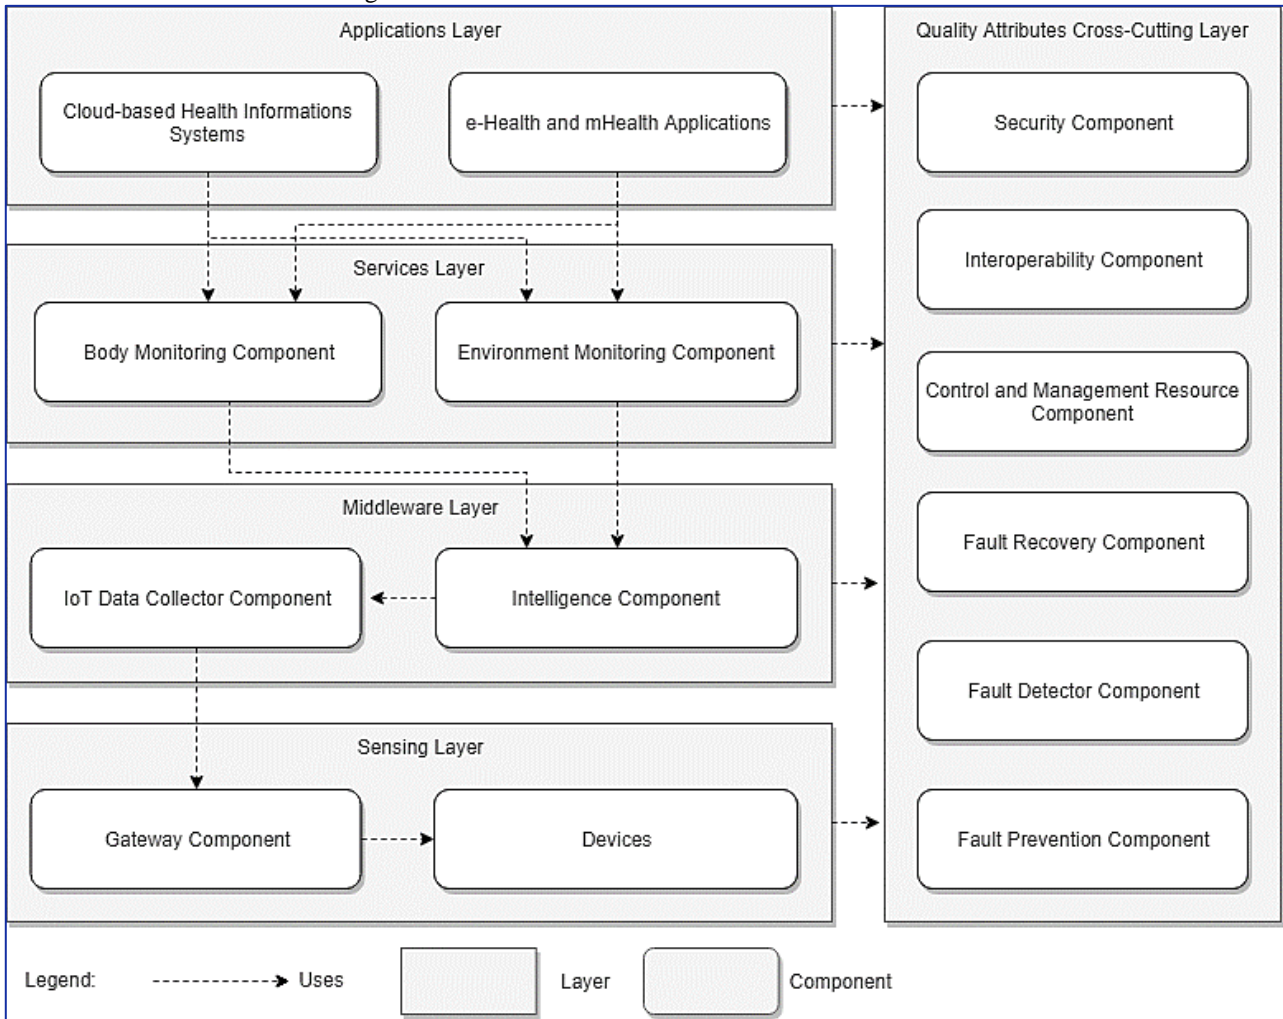 Applications Layer
Cloud-based Health Informations
Systems
e-Health and mHealth Applications
Services Layer
Body Monitoring Component
Environment Monitoring Component
Middleware Layer
IoT Data Collector Component
Intelligence Component
Sensing Layer
Gateway Component
Devices
Quality Attributes Cross-Cutting Layer
Security Component
Interoperability Component
Control and Management Resource
Component
Fault Recovery Component
Fault Detector Component
Fault Prevention Component
Legend:
Uses
Layer
Component